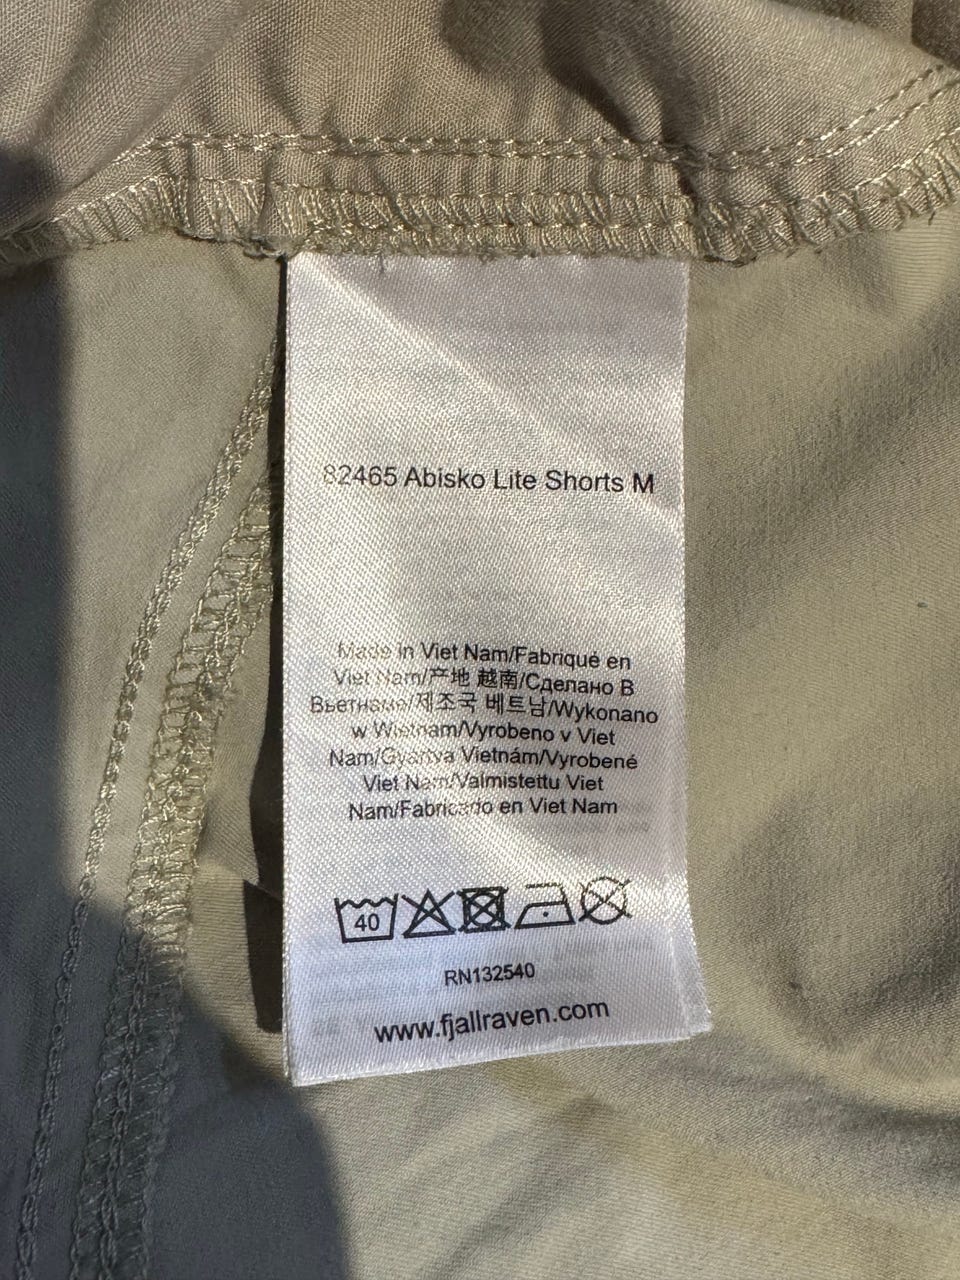 82465 Abisko Lite Shorts M
Made in Viet Nam/Fabriqué en
Viet Nam/产地 越南/Сделано В
Вьетнаме/제조국 베트남/Wykonano
w Wietnam/Vyrobeno v Viet
Nam/Gyártva Vietnám/Vyrobené
Viet Nam/Valmistettu Viet
Nam/Fabricado en Viet Nam
40
RN132540
www.fjallraven.com